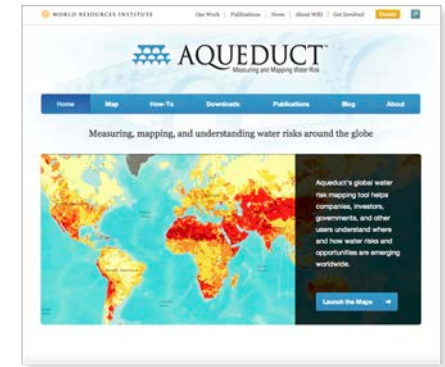 WORLD RESOURCES INSTITUTE
Our Work | Publications | News | About WRI | Get Involved
Donate
AQUEDUCT™
Measuring and Mapping Water Risk
Home Map How-To Downloads Publications Blog About
Measuring, mapping, and understanding water risks around the globe
Aqueduct's global water
risk mapping tool helps
companies, investors,
governments, and other
users understand where
and how water risks and
opportunities are emerging
worldwide.
Launch the Maps